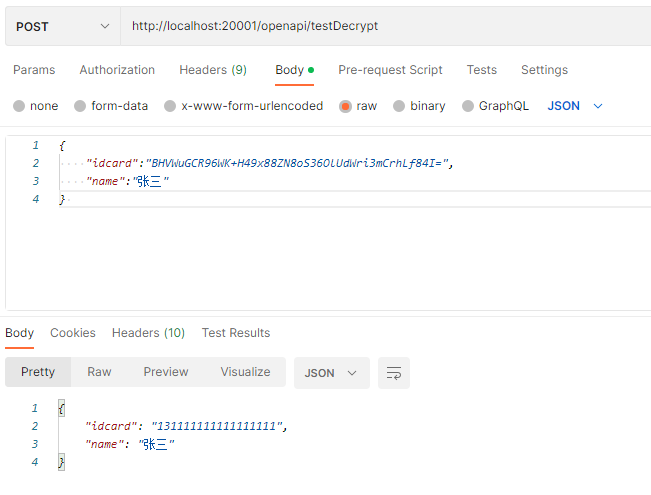 POST http://localhost:20001/openapi/testDecrypt
Params Authorization Headers (9) Body Pre-request Script Tests Settings
none form-data x-www-form-urlencoded raw binary GraphQL JSON
1 {
2 "idcard":"BHVWuGCR96WK+H49x88ZN8oS36OlUdWri3mCrhLf84I=",
3 "name":"张三"
4 }
Body Cookies Headers (10) Test Results
Pretty Raw Preview Visualize JSON
1 {
2 "idcard": "131111111111111111",
3 "name": "张三"
4 }